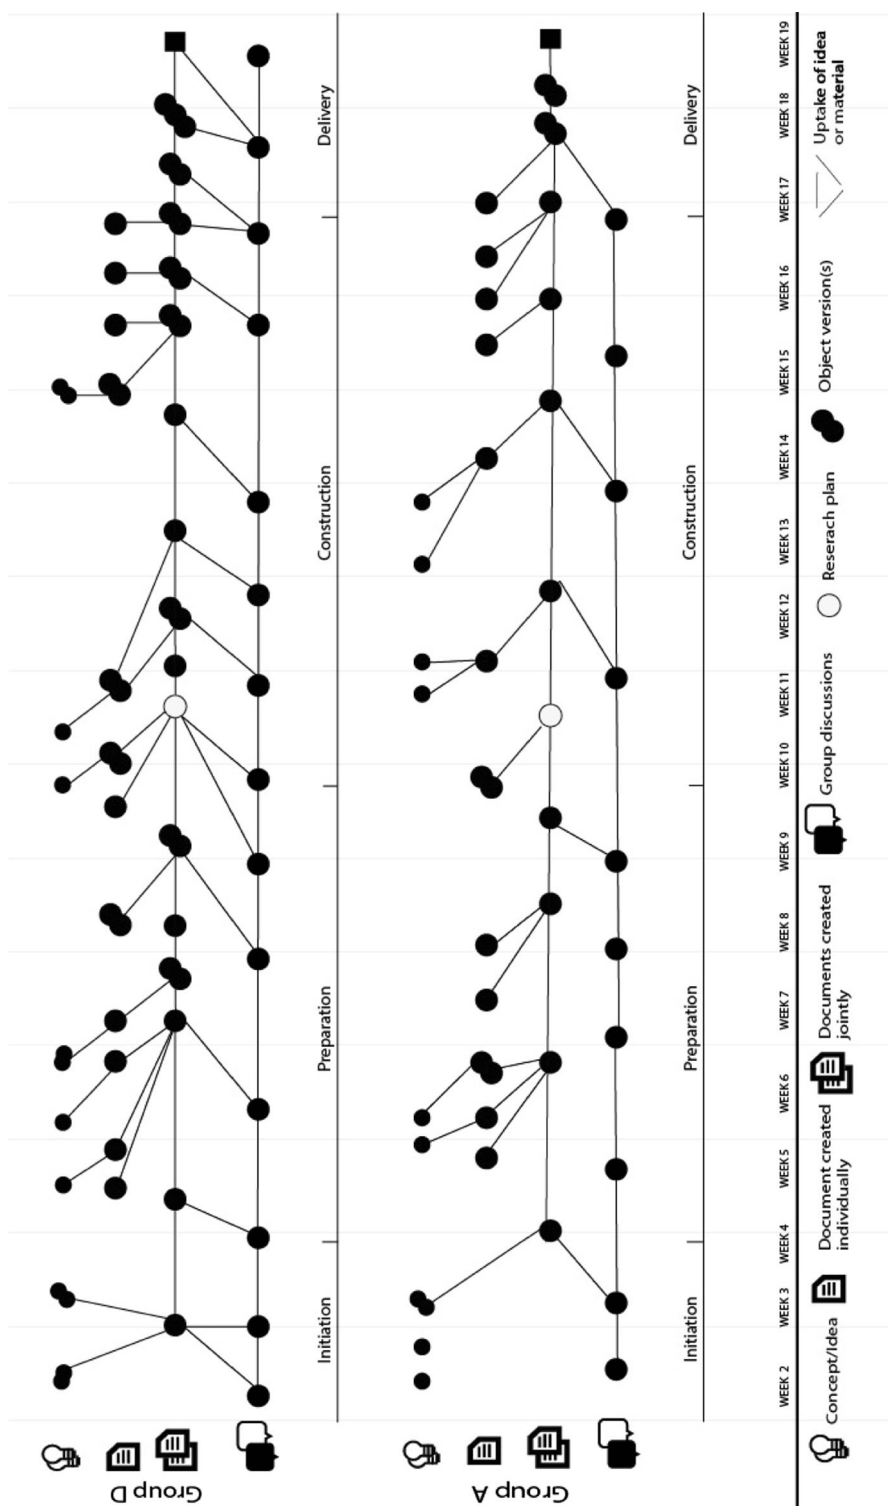 Group D
Initiation
Preparation
Construction
Delivery
Group A
Initiation
Preparation
Construction
Delivery
WEEK 2
WEEK 3
WEEK 4
WEEK 5
WEEK 6
WEEK 7
WEEK 8
WEEK 9
WEEK 10
WEEK 11
WEEK 12
WEEK 13
WEEK 14
WEEK 15
WEEK 16
WEEK 17
WEEK 18
WEEK 19
Concept/Idea
Document created
individually
Documents created
jointly
Group discussions
Reserach plan
Object version(s)
Uptake of idea
or material